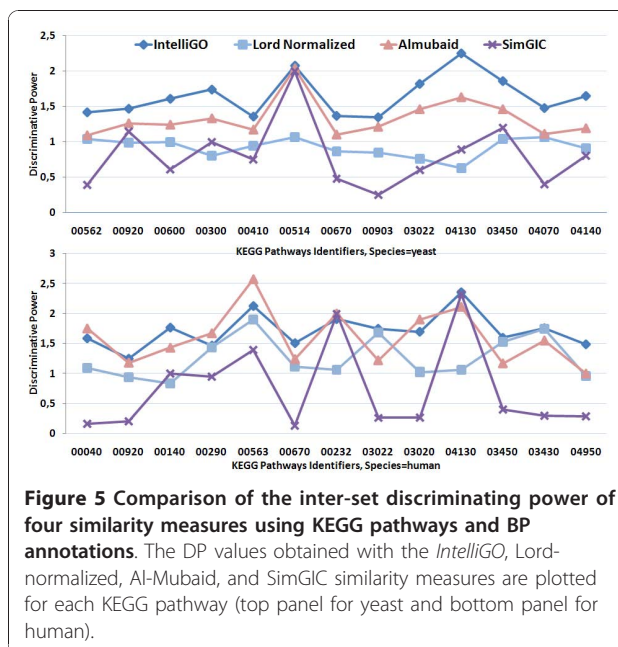 2,5
IntelliGO Lord Normalized Almubaid SimGIC
2
1,5
1
0,5
0
Discriminative Power
00562 00920 00600 00300 00410 00514 00670 00903 03022 04130 03450 04070 04140
KEGG Pathways Identifiers, Species=yeast
3
2,5
2
1,5
1
0,5
0
Discriminative Power
00040 00920 00140 00290 00563 00670 00232 03022 03020 04130 03450 03430 04950
KEGG Pathways Identifiers, Species=human
Figure 5 Comparison of the inter-set discriminating power of
four similarity measures using KEGG pathways and BP
annotations. The DP values obtained with the IntelliGO, Lord-
normalized, Al-Mubaid, and SimGIC similarity measures are plotted
for each KEGG pathway (top panel for yeast and bottom panel for
human).